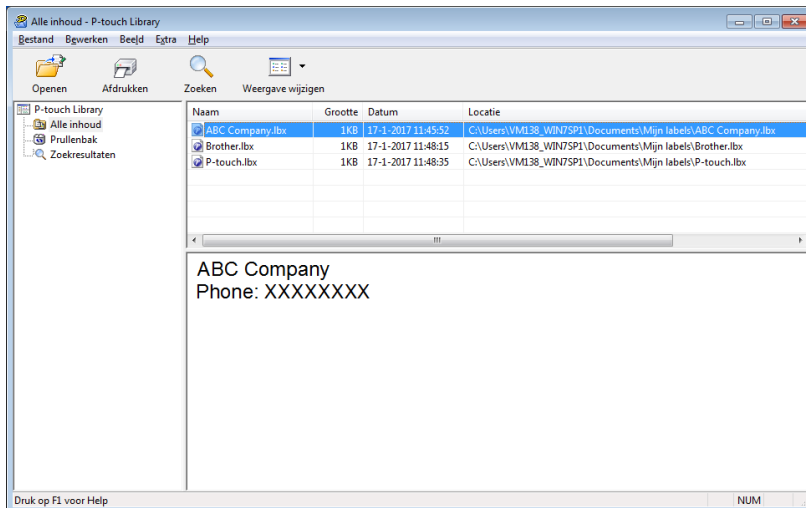 Alle inhoud - P-touch Library
Bestand Bewerken Beeld Extra Help
Openen Afdrukken Zoeken Weergave wijzigen
P-touch Library
Alle inhoud
Prullenbak
Zoekresultaten
Naam Grootte Datum Locatie
ABC Company.lbx 1KB 17-1-2017 11:45:52 C:\Users\VM138_WIN7SP1\Documents\Mijn labels\ABC Company.lbx
Brother.lbx 1KB 17-1-2017 11:48:15 C:\Users\VM138_WIN7SP1\Documents\Mijn labels\Brother.lbx
P-touch.lbx 1KB 17-1-2017 11:48:35 C:\Users\VM138_WIN7SP1\Documents\Mijn labels\P-touch.lbx
ABC Company
Phone: XXXXXXXX
Druk op F1 voor Help NUM